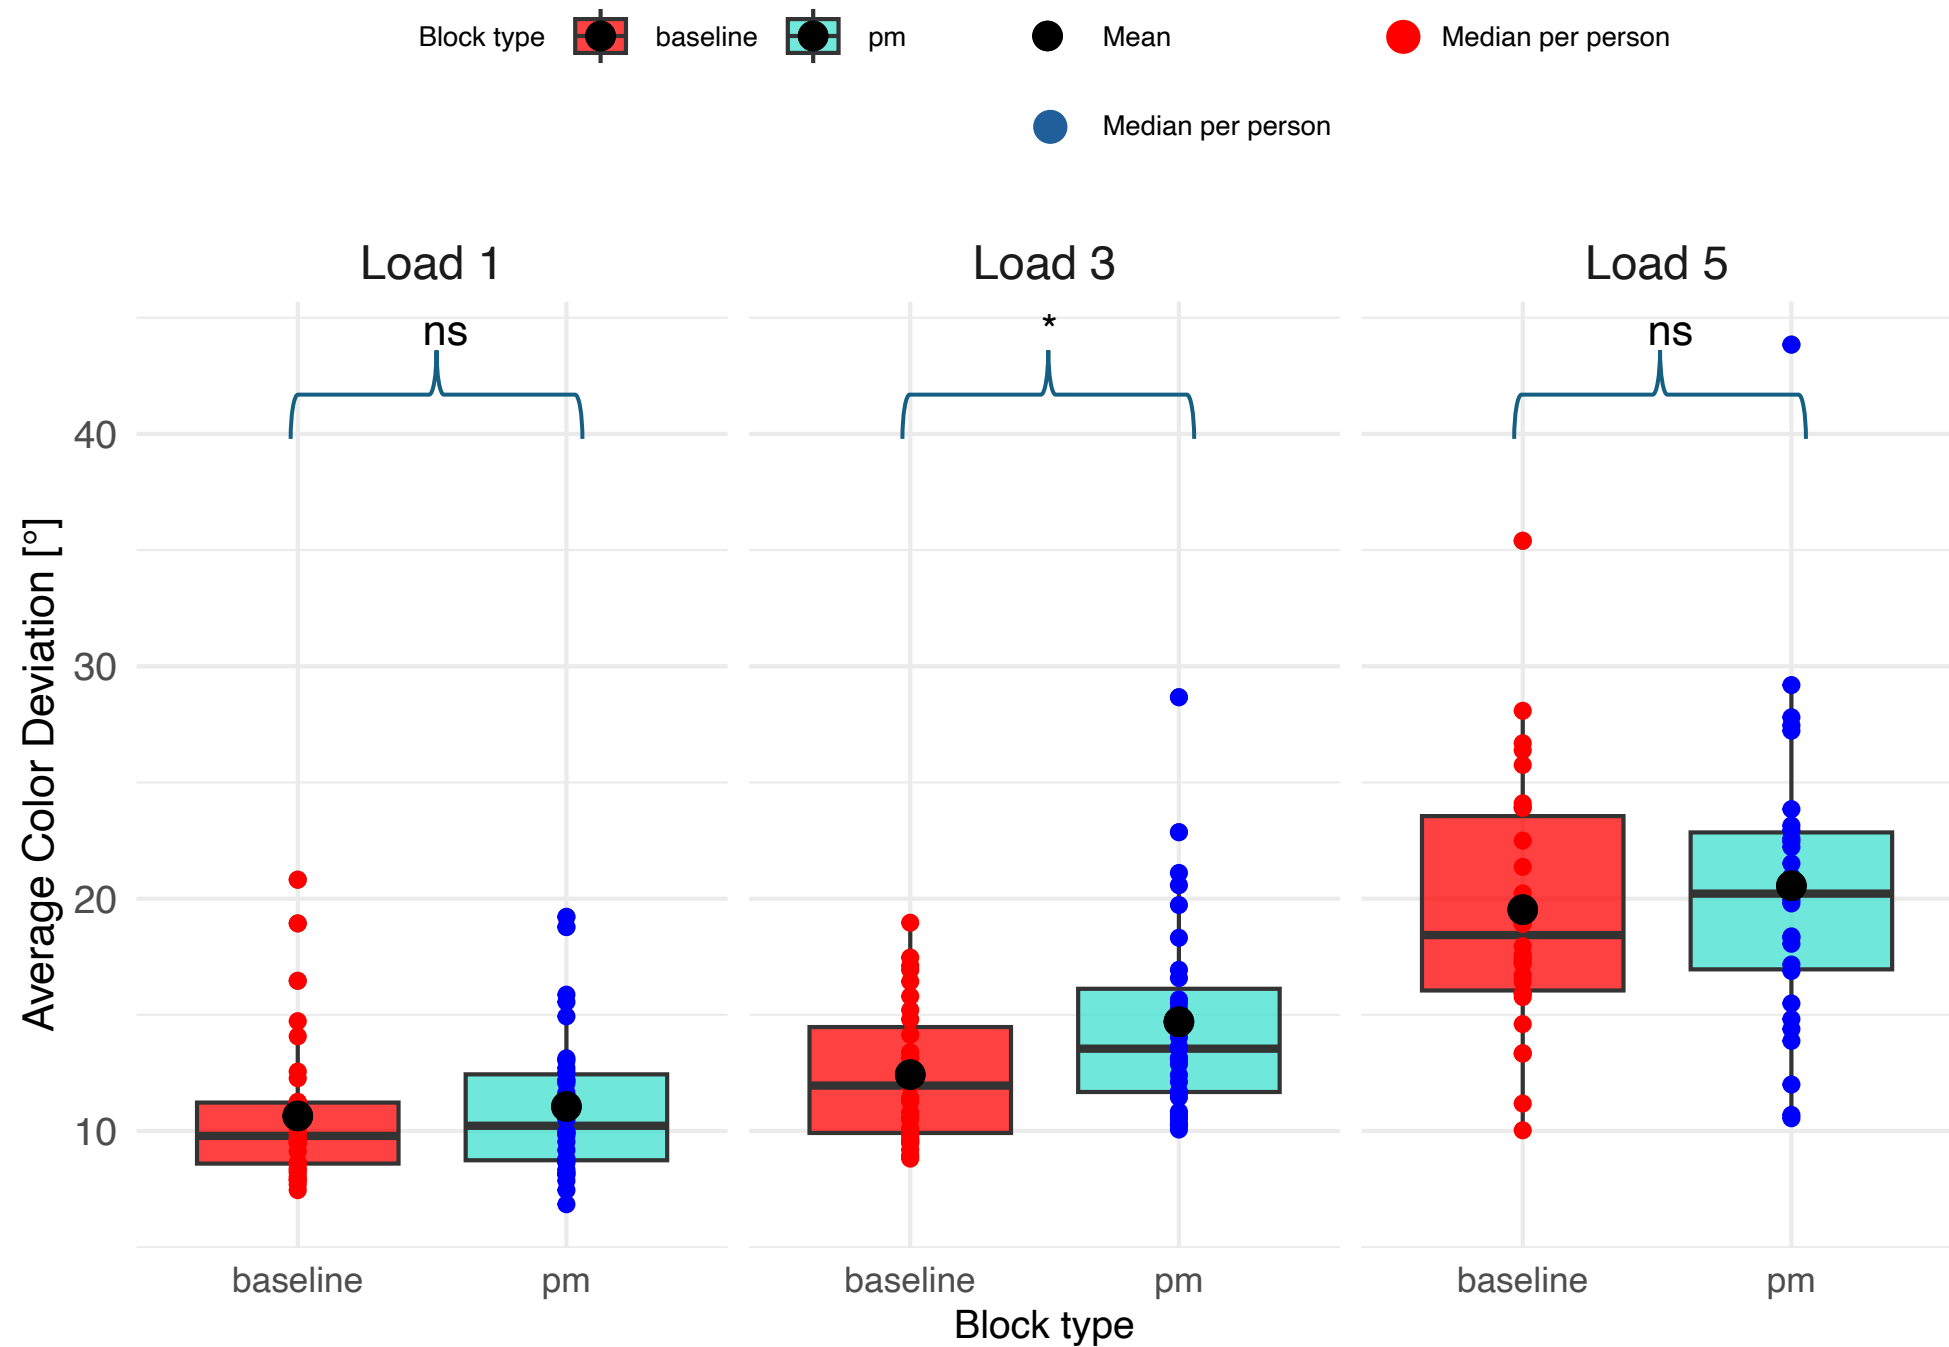 Block type baseline pm Mean Median per person
Median per person
Load 1 Load 3 Load 5
ns * ns
40
30
20
10
Average Color Deviation [°]
baseline pm baseline pm baseline pm
Block type